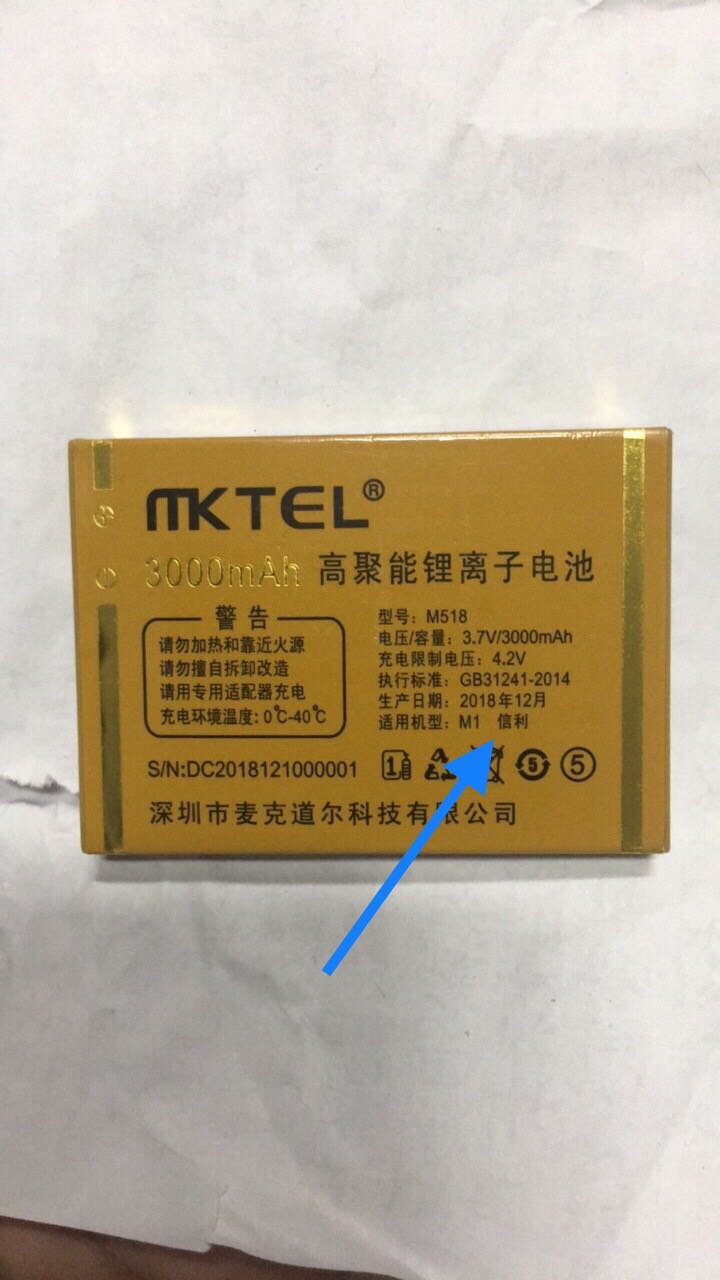 MKTEL®
3000mAh 高聚能锂离子电池
警告
请勿加热和靠近火源
请勿擅自拆卸改造
请用专用适配器充电
充电环境温度：0℃-40℃
型号：M518
电压/容量：3.7V/3000mAh
充电限制电压：4.2V
执行标准：GB31241-2014
生产日期：2018年12月
适用机型：M1 信利
S/N:DC2018121000001
1
5
5
深圳市麦克道尔科技有限公司